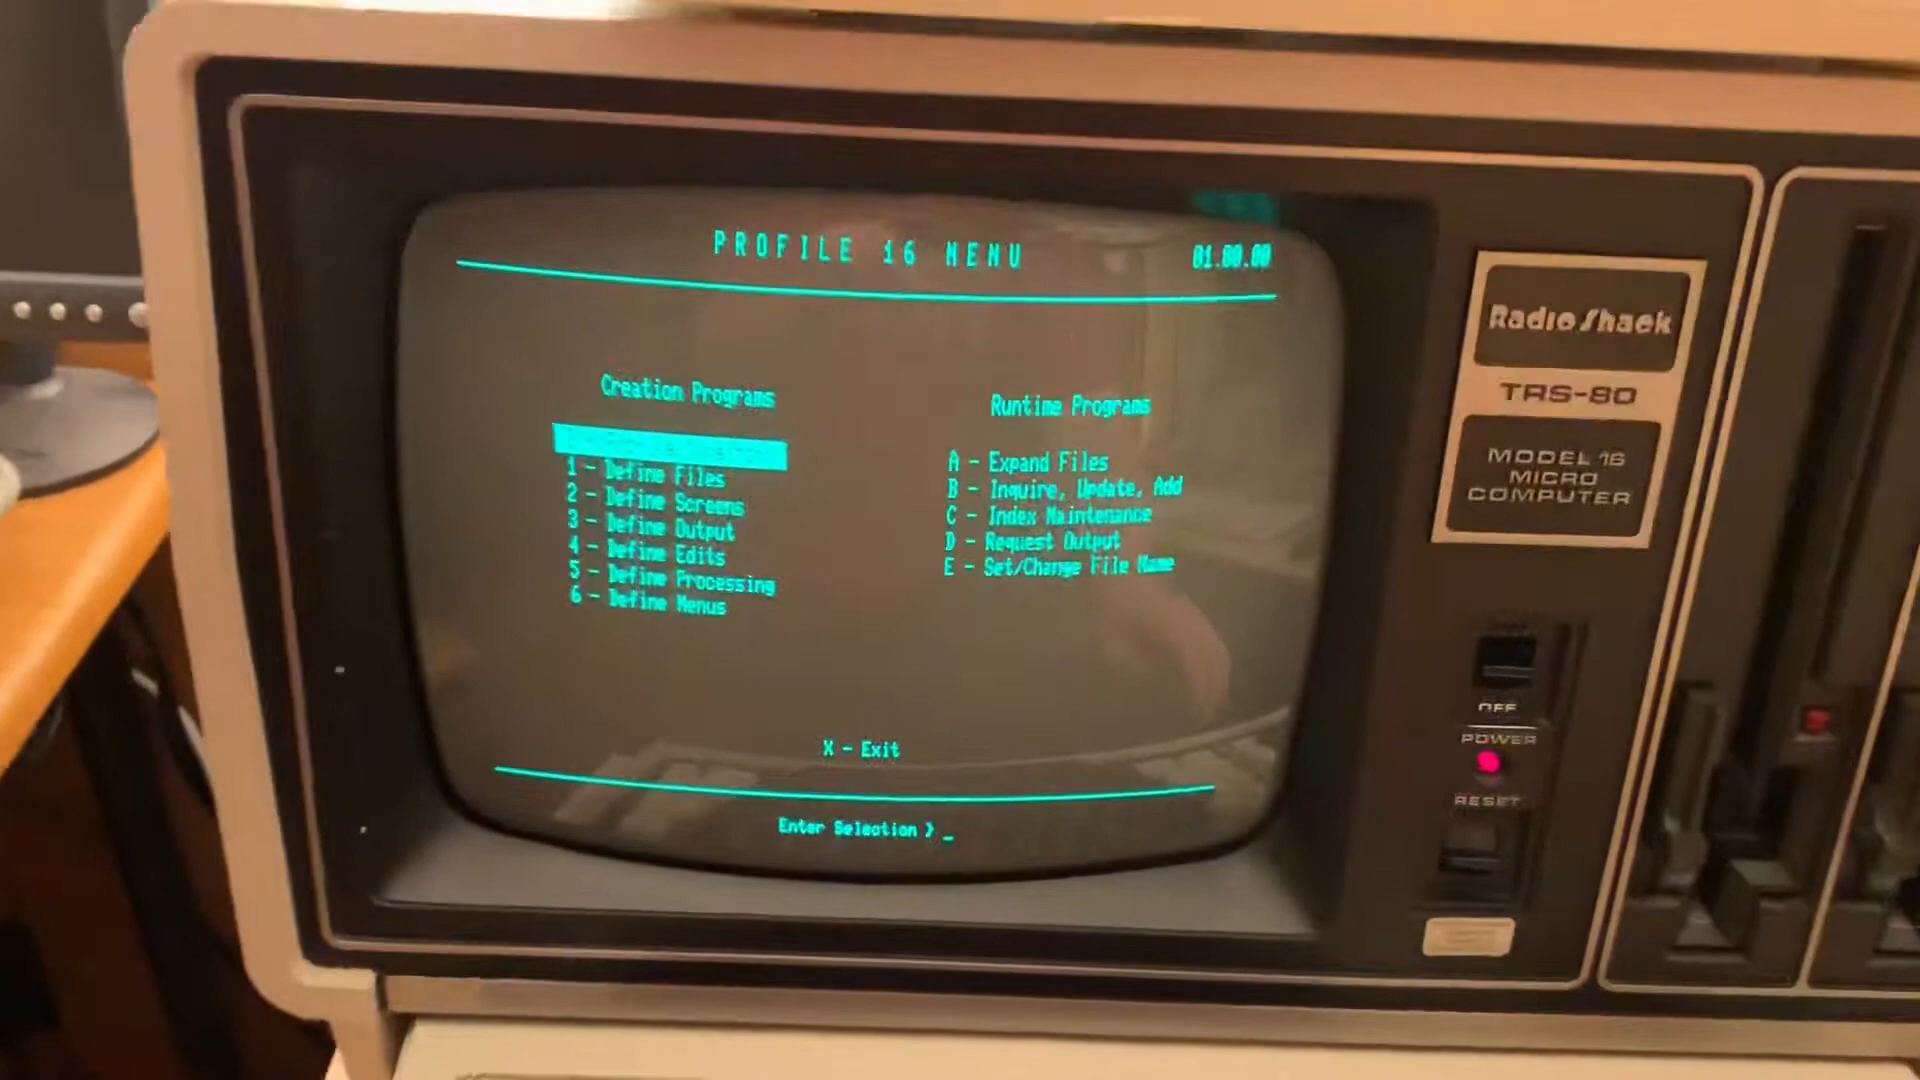 PROFILE 16 MENU
01.00.00
Creation Programs
1 - Define Files
2 - Define Screens
3 - Define Output
4 - Define Edits
5 - Define Processing
6 - Define Menus
Runtime Programs
A - Expand Files
B - Inquire, Update, Add
C - Index Maintenance
D - Request Output
E - Set/Change File Name
X - Exit
Enter Selection > _
Radio Shack
TRS-80
MODEL 16
MICRO
COMPUTER
OFF
POWER
RESET